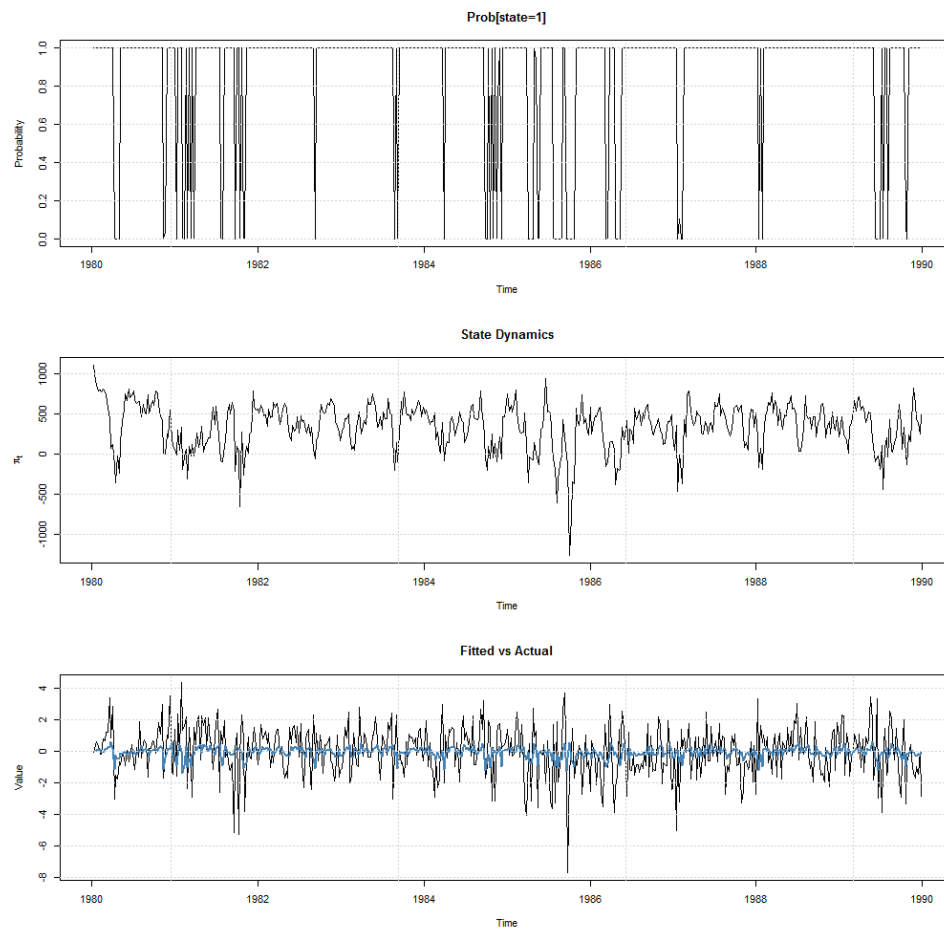 Prob[state=1]
Probability
1.0
0.8
0.6
0.4
0.2
0.0
1980 1982 1984 1986 1988 1990
Time
State Dynamics
πt
1000
500
0
-500
-1000
1980 1982 1984 1986 1988 1990
Time
Fitted vs Actual
Value
4
2
0
-2
-4
-6
-8
1980 1982 1984 1986 1988 1990
Time